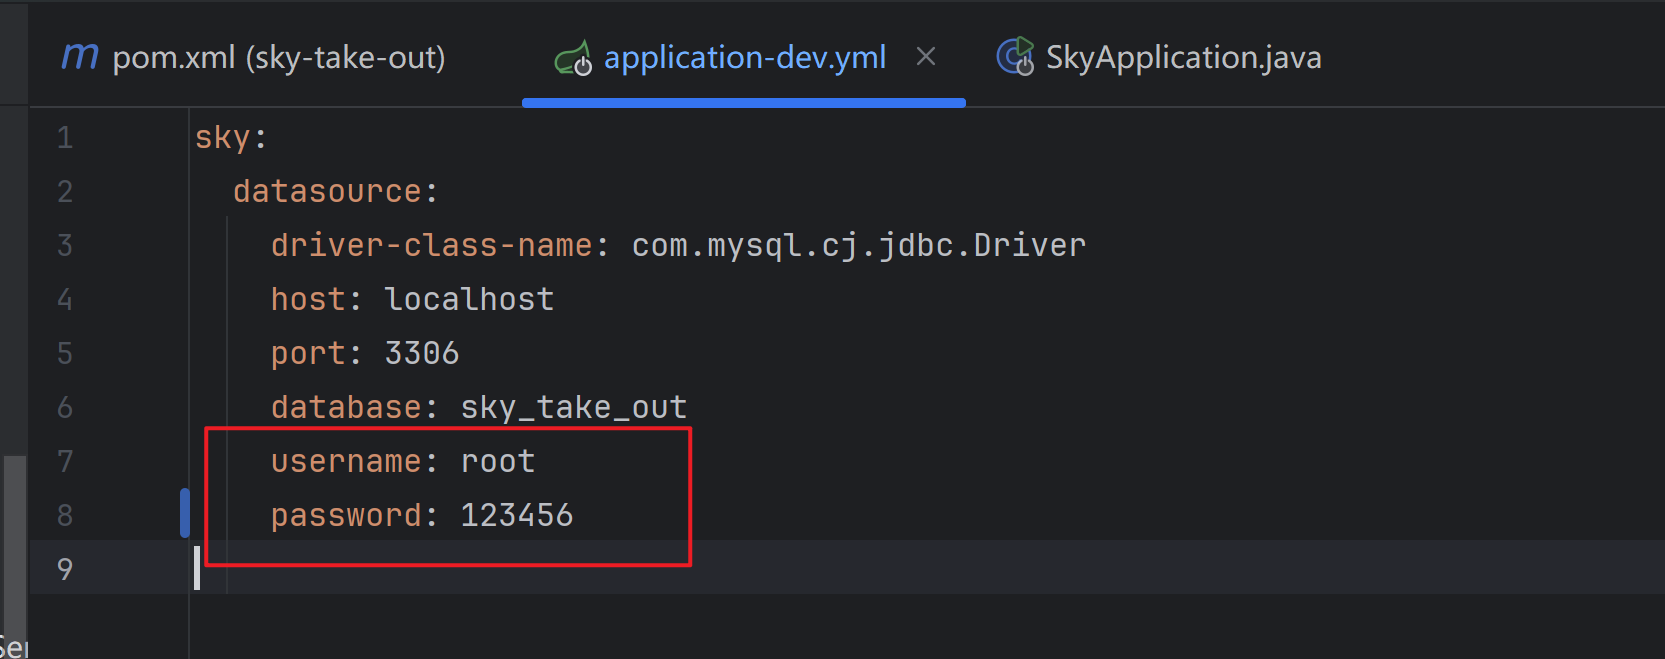 m pom.xml (sky-take-out) application-dev.yml SkyApplication.java
1 sky:
2 datasource:
3 driver-class-name: com.mysql.cj.jdbc.Driver
4 host: localhost
5 port: 3306
6 database: sky_take_out
7 username: root
8 password: 123456
9